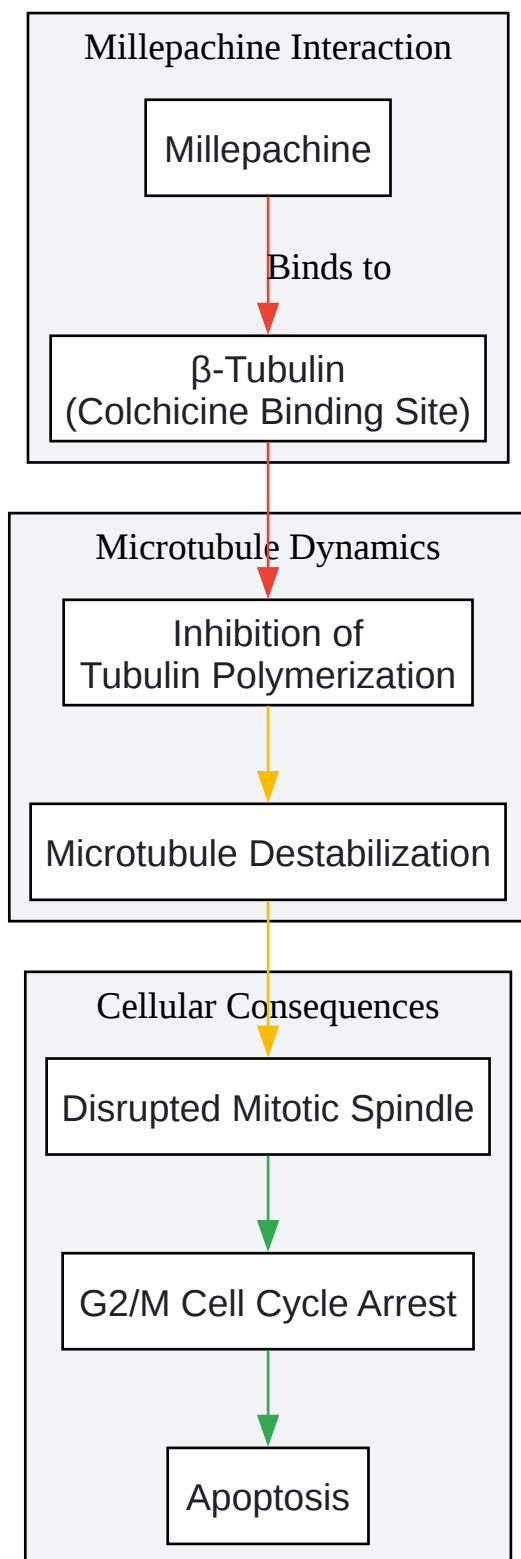 Millepachine Interaction
Millepachine
Binds to
β-Tubulin
(Colchicine Binding Site)
Microtubule Dynamics
Inhibition of
Tubulin Polymerization
Microtubule Destabilization
Cellular Consequences
Disrupted Mitotic Spindle
G2/M Cell Cycle Arrest
Apoptosis